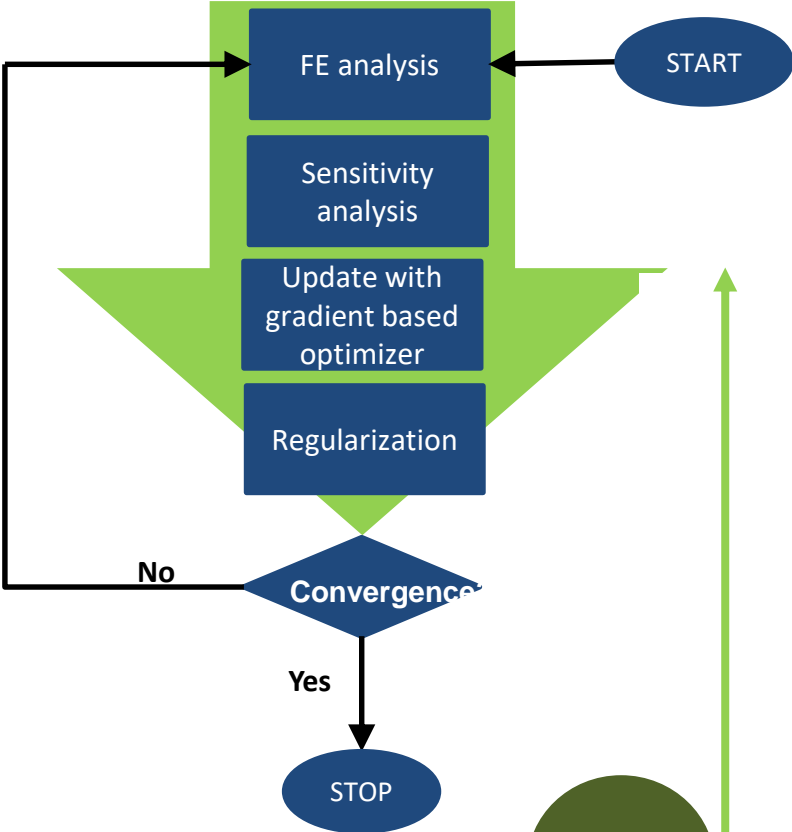 FE analysis
START
Sensitivity
analysis
Update with
gradient based
optimizer
Regularization
No
Convergence?
Yes
STOP